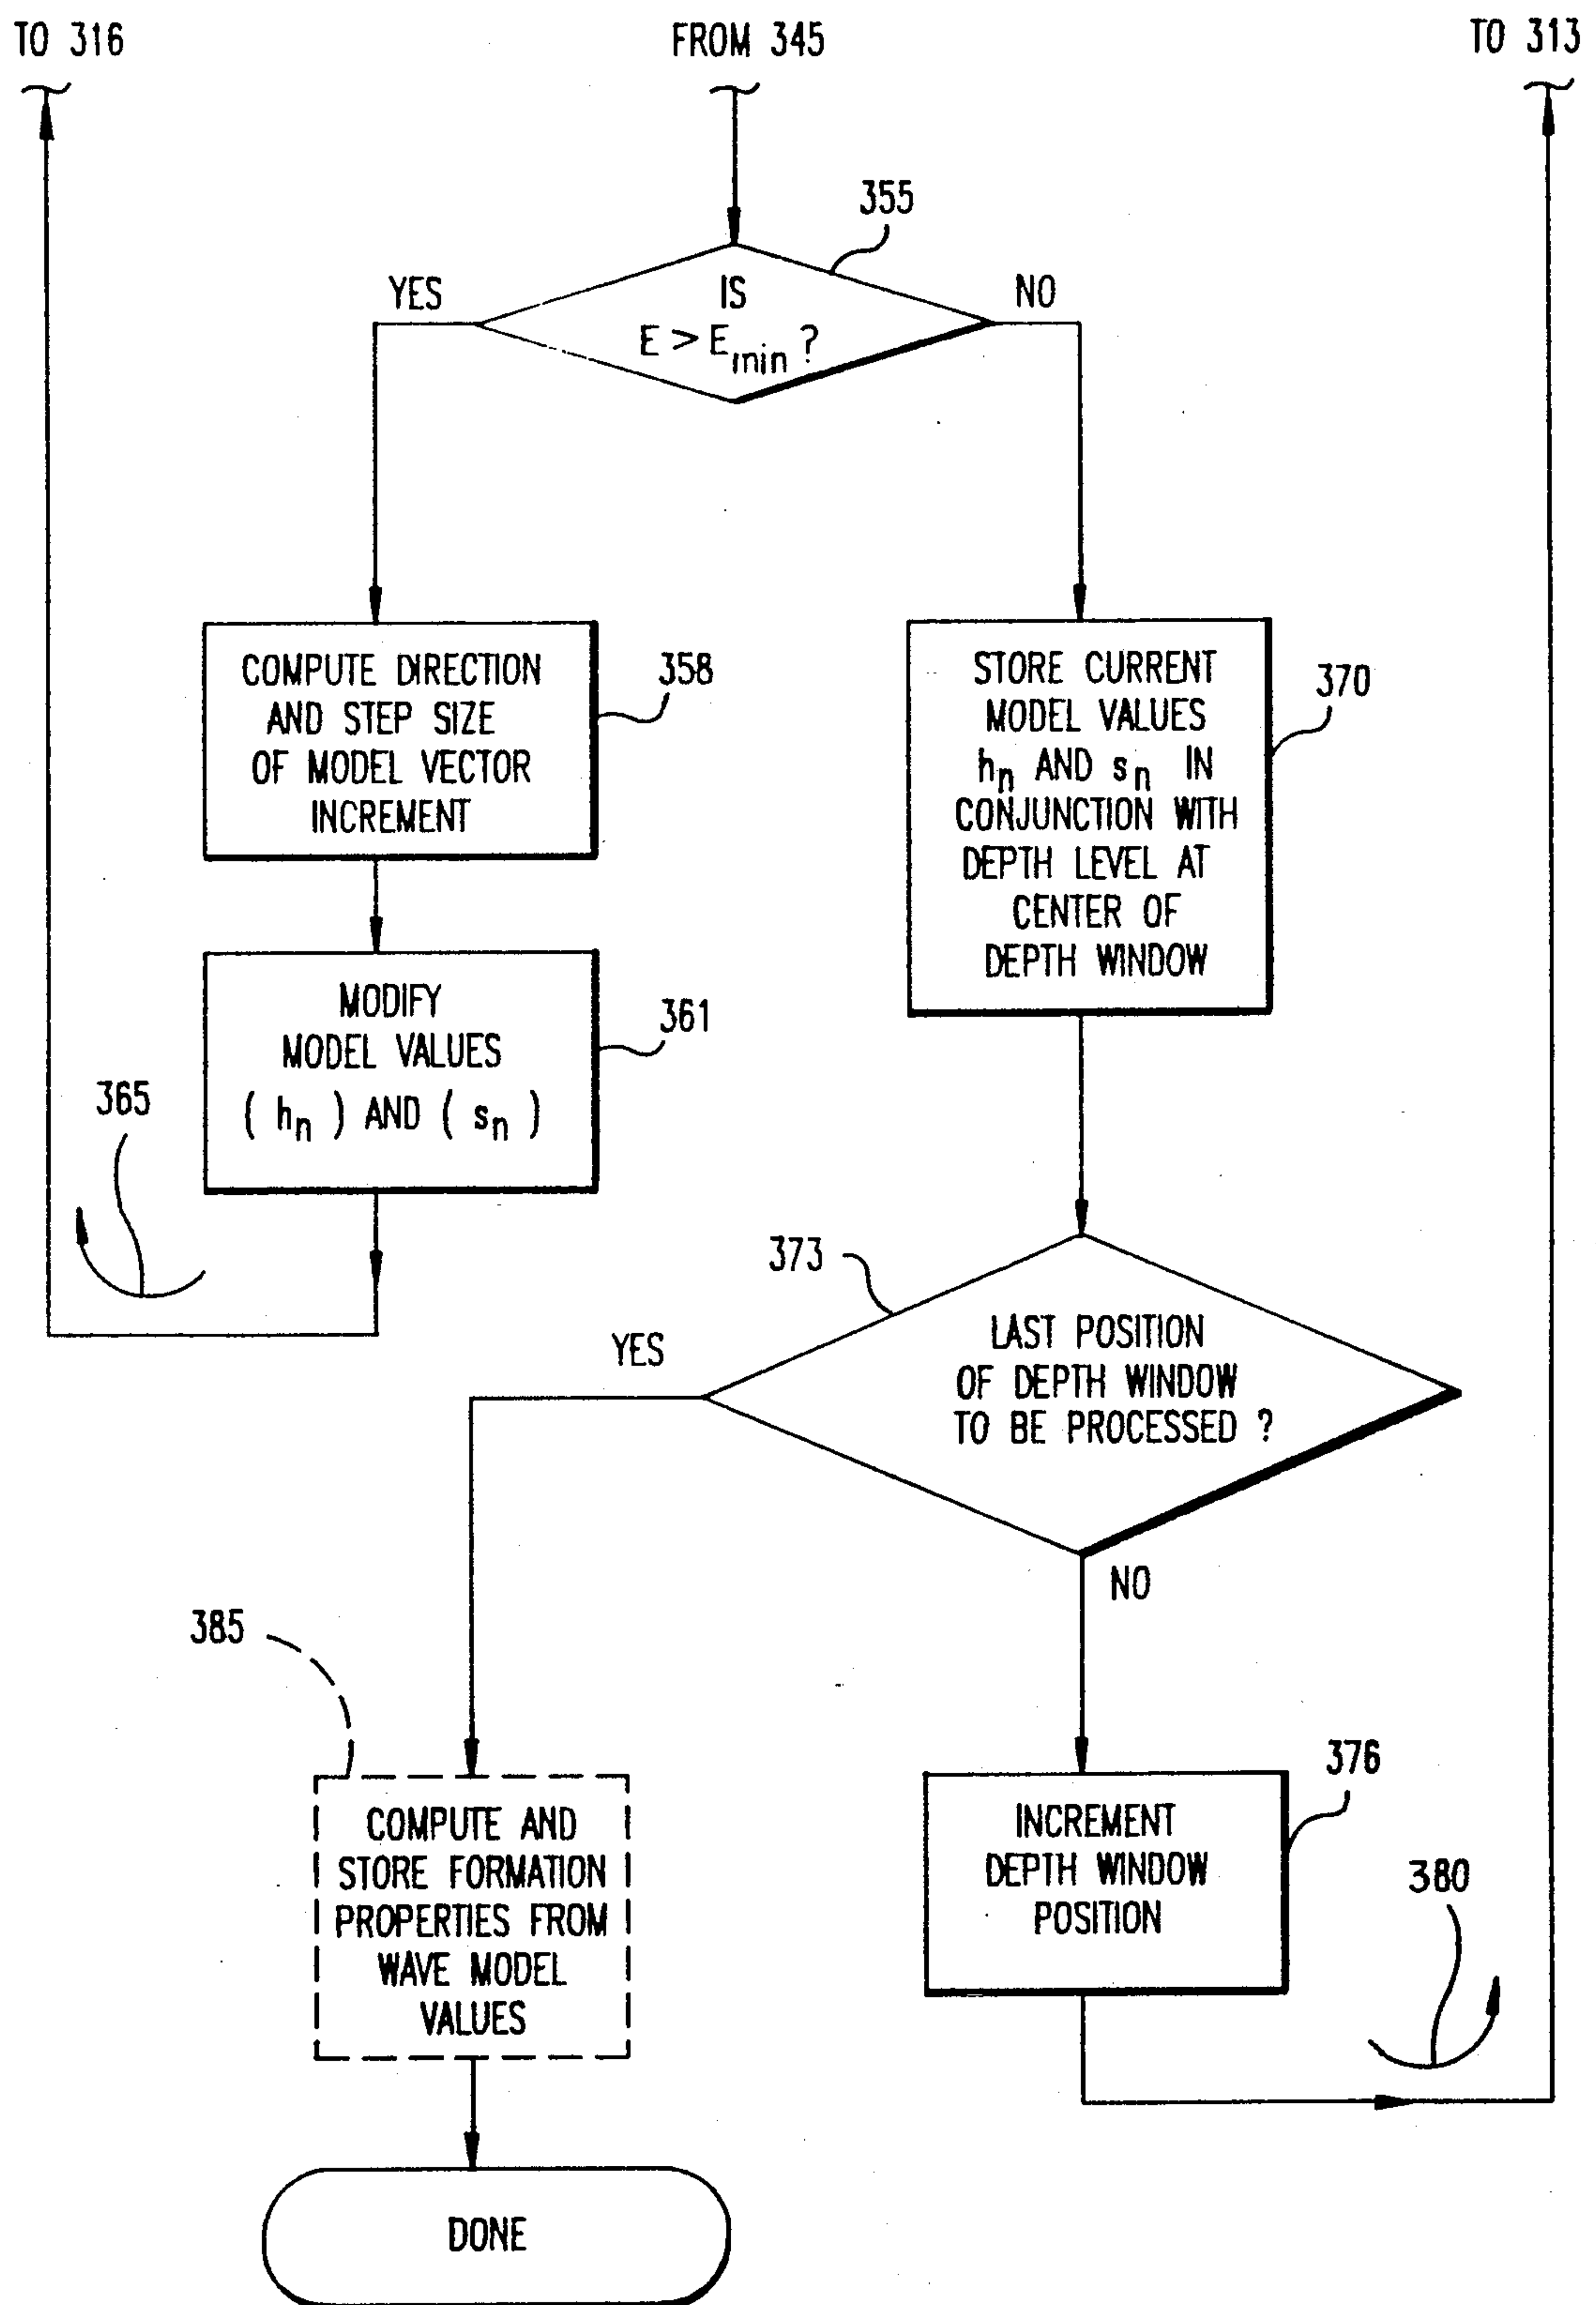 TO 316
FROM 345
TO 313
355
YES
IS
NO
E > Emin ?
COMPUTE DIRECTION
AND STEP SIZE
OF MODEL VECTOR
INCREMENT
358
STORE CURRENT
MODEL VALUES
hn AND sn IN
CONJUNCTION WITH
DEPTH LEVEL AT
CENTER OF
DEPTH WINDOW
370
MODIFY
MODEL VALUES
( hn ) AND ( sn )
361
365
373
YES
LAST POSITION
OF DEPTH WINDOW
TO BE PROCESSED ?
NO
385
COMPUTE AND
STORE FORMATION
PROPERTIES FROM
WAVE MODEL
VALUES
376
INCREMENT
DEPTH WINDOW
POSITION
380
DONE